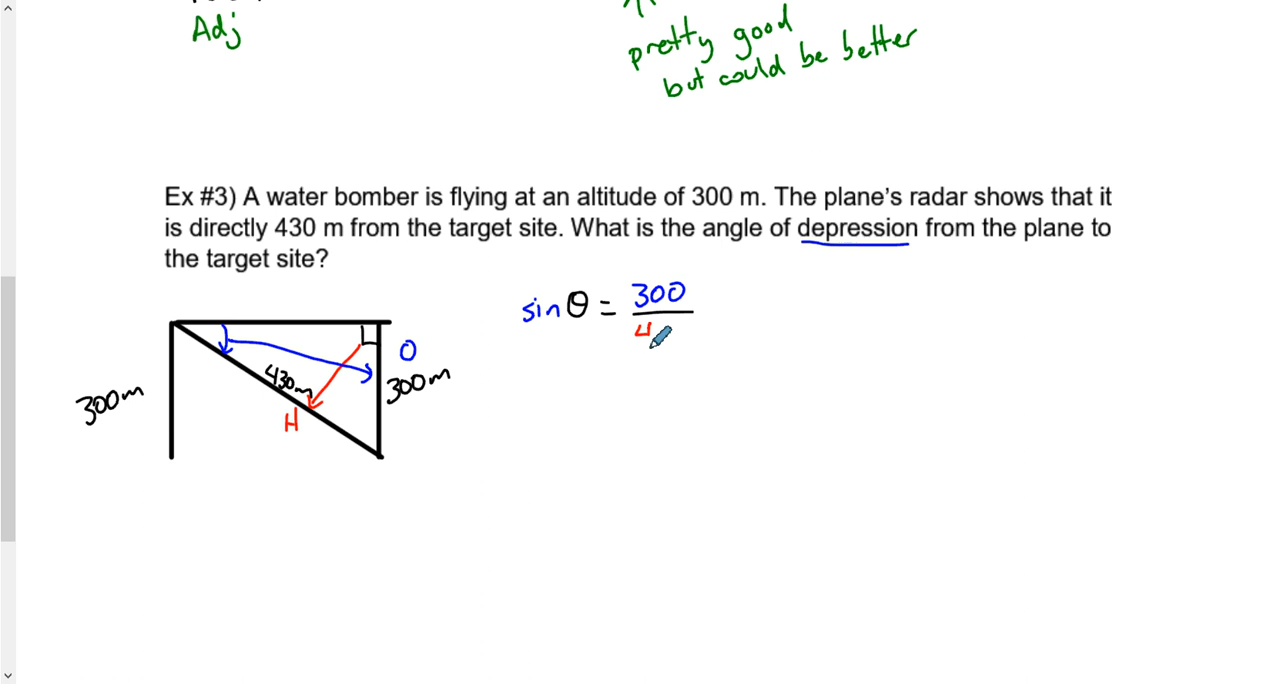 Adj
pretty good
but could be better
Ex #3) A water bomber is flying at an altitude of 300 m. The plane's radar shows that it
is directly 430 m from the target site. What is the angle of depression from the plane to
the target site?
sin θ = 300
4
O
430m
300m
300m
H